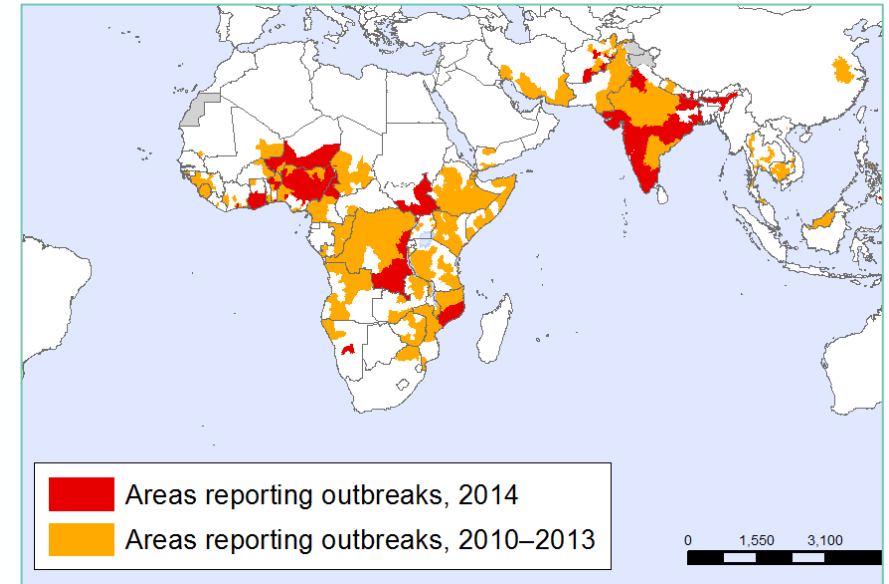 Areas reporting outbreaks, 2014
Areas reporting outbreaks, 2010–2013
0 1,550 3,100